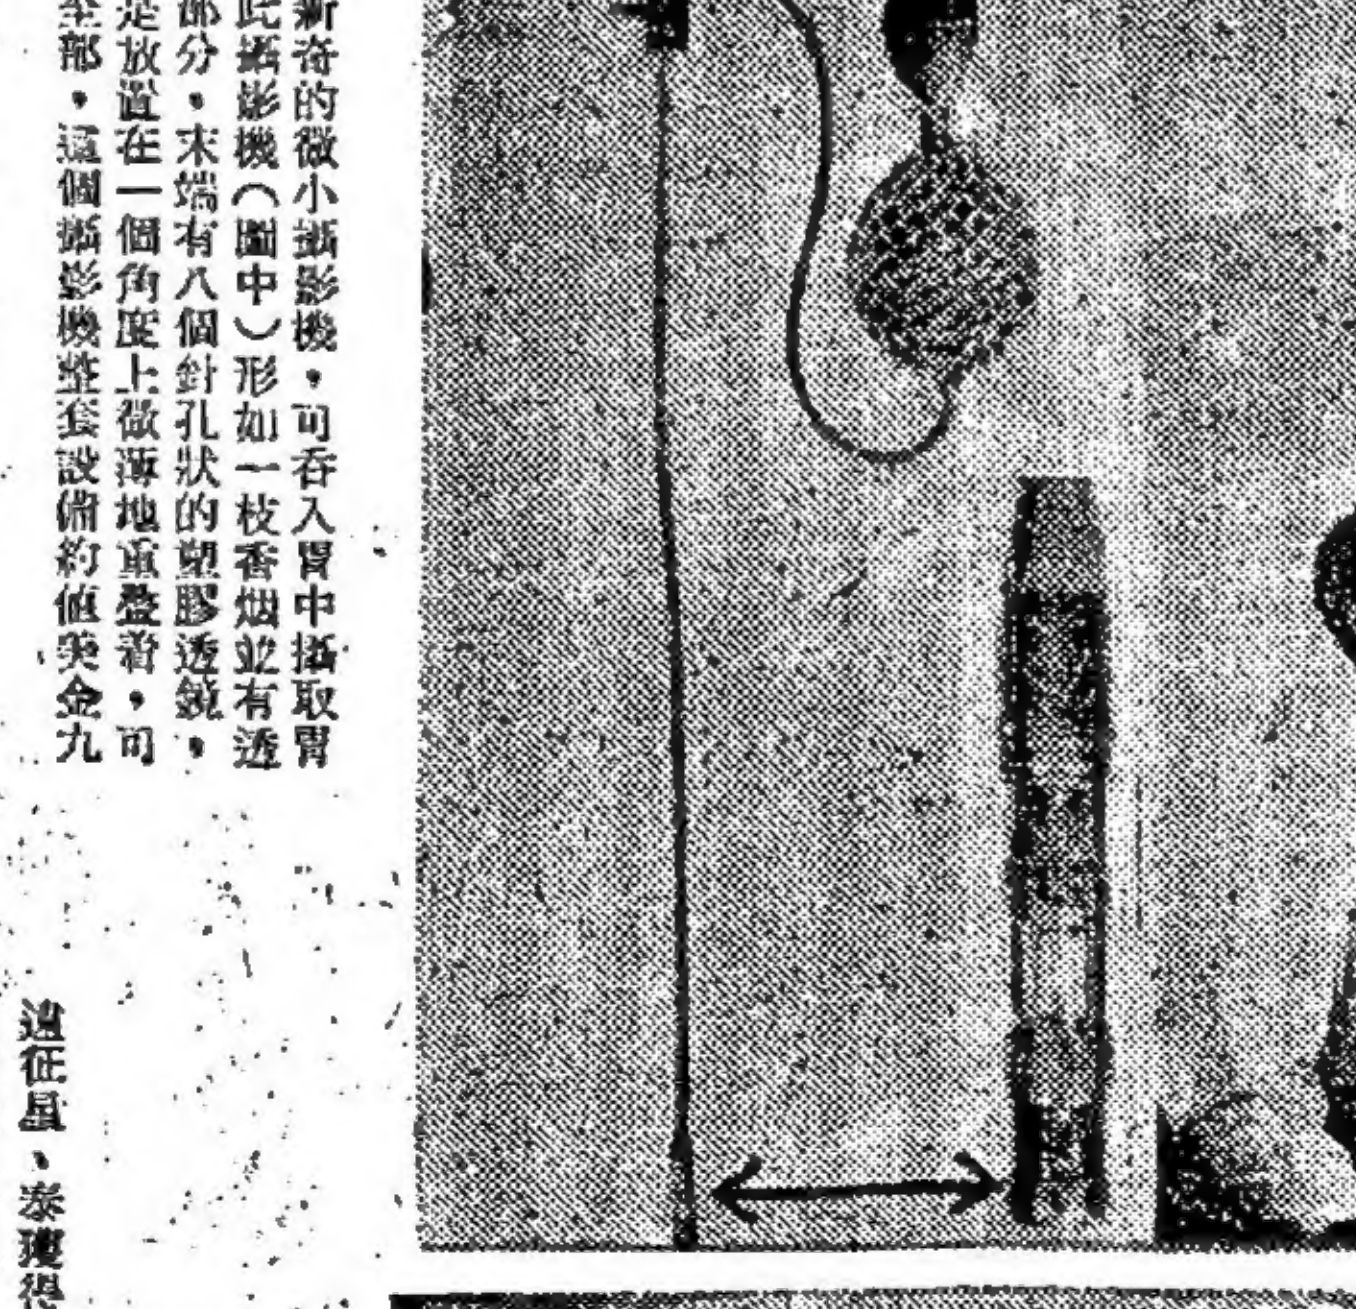 新奇的微小攝影機，可吞入胃中攝取胃
此攝影機（圖中）形如一枝香烟並有透
部分，末端有八個針孔狀的塑膠透鏡，
是放置在一個角度上微薄地重叠着，可
全部，這個攝影機整套設備約值美金九